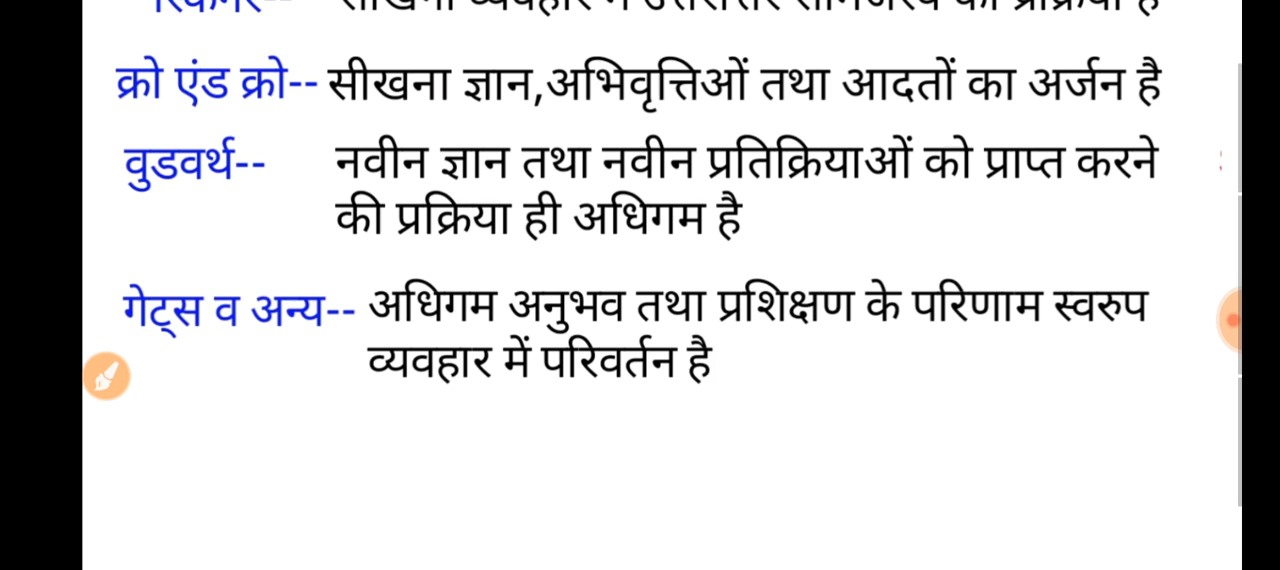 क्रो एंड क्रो-- सीखना ज्ञान,अभिवृत्तिओं तथा आदतों का अर्जन है
वुडवर्थ-- नवीन ज्ञान तथा नवीन प्रतिक्रियाओं को प्राप्त करने
की प्रक्रिया ही अधिगम है
गेट्स व अन्य-- अधिगम अनुभव तथा प्रशिक्षण के परिणाम स्वरुप
व्यवहार में परिवर्तन है